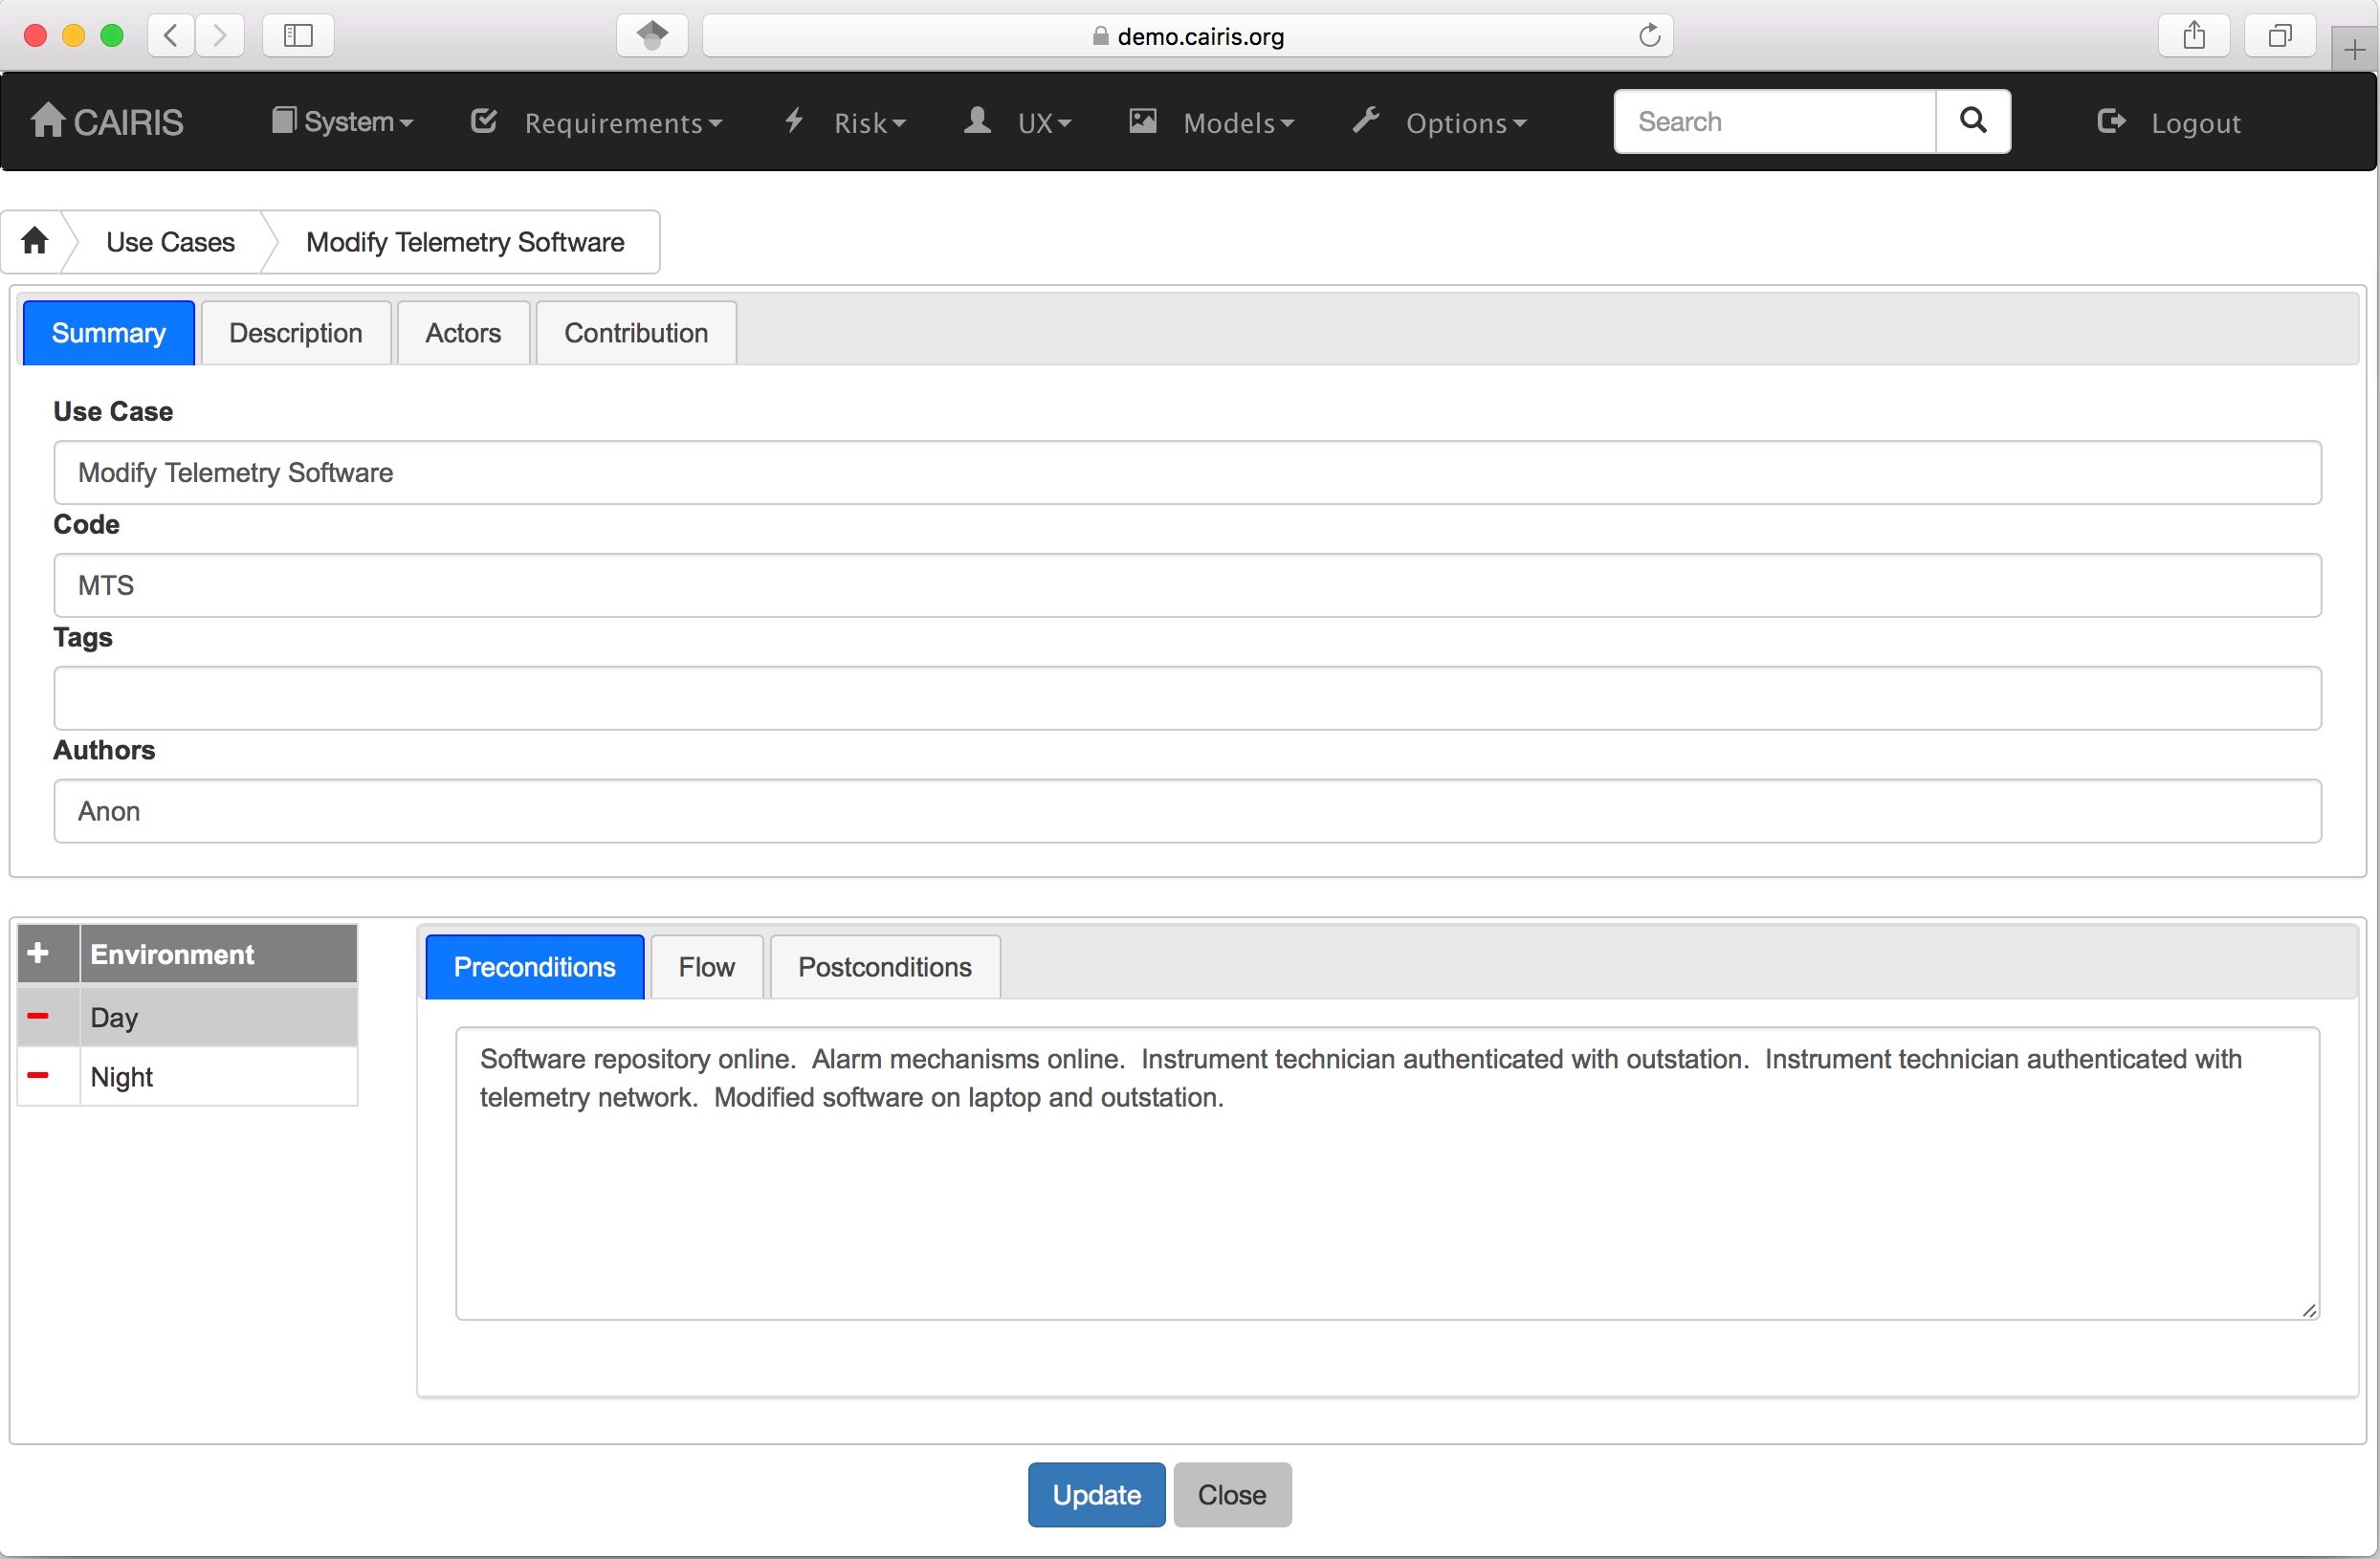 demo.cairis.org
CAIRIS System Requirements Risk UX Models Options Search Logout
Use Cases Modify Telemetry Software
Summary Description Actors Contribution
Use Case
Modify Telemetry Software
Code
MTS
Tags
Authors
Anon
Environment
Day
Night
Preconditions Flow Postconditions
Software repository online.  Alarm mechanisms online.  Instrument technician authenticated with outstation.  Instrument technician authenticated with
telemetry network.  Modified software on laptop and outstation.
Update Close